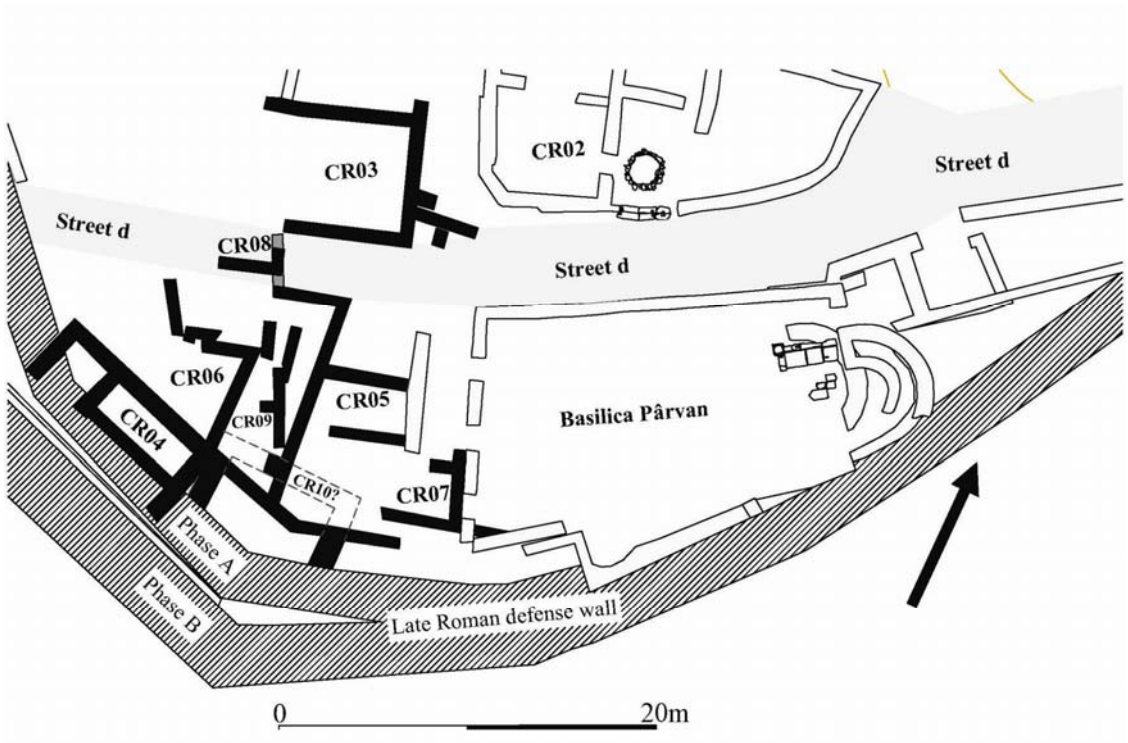 CR02
CR03
Street d
Street d
CR08
Street d
CR06
CR05
CR09
Basilica Pârvan
CR04
CR10?
CR07
Phase A
Phase B
Late Roman defense wall
0
20m